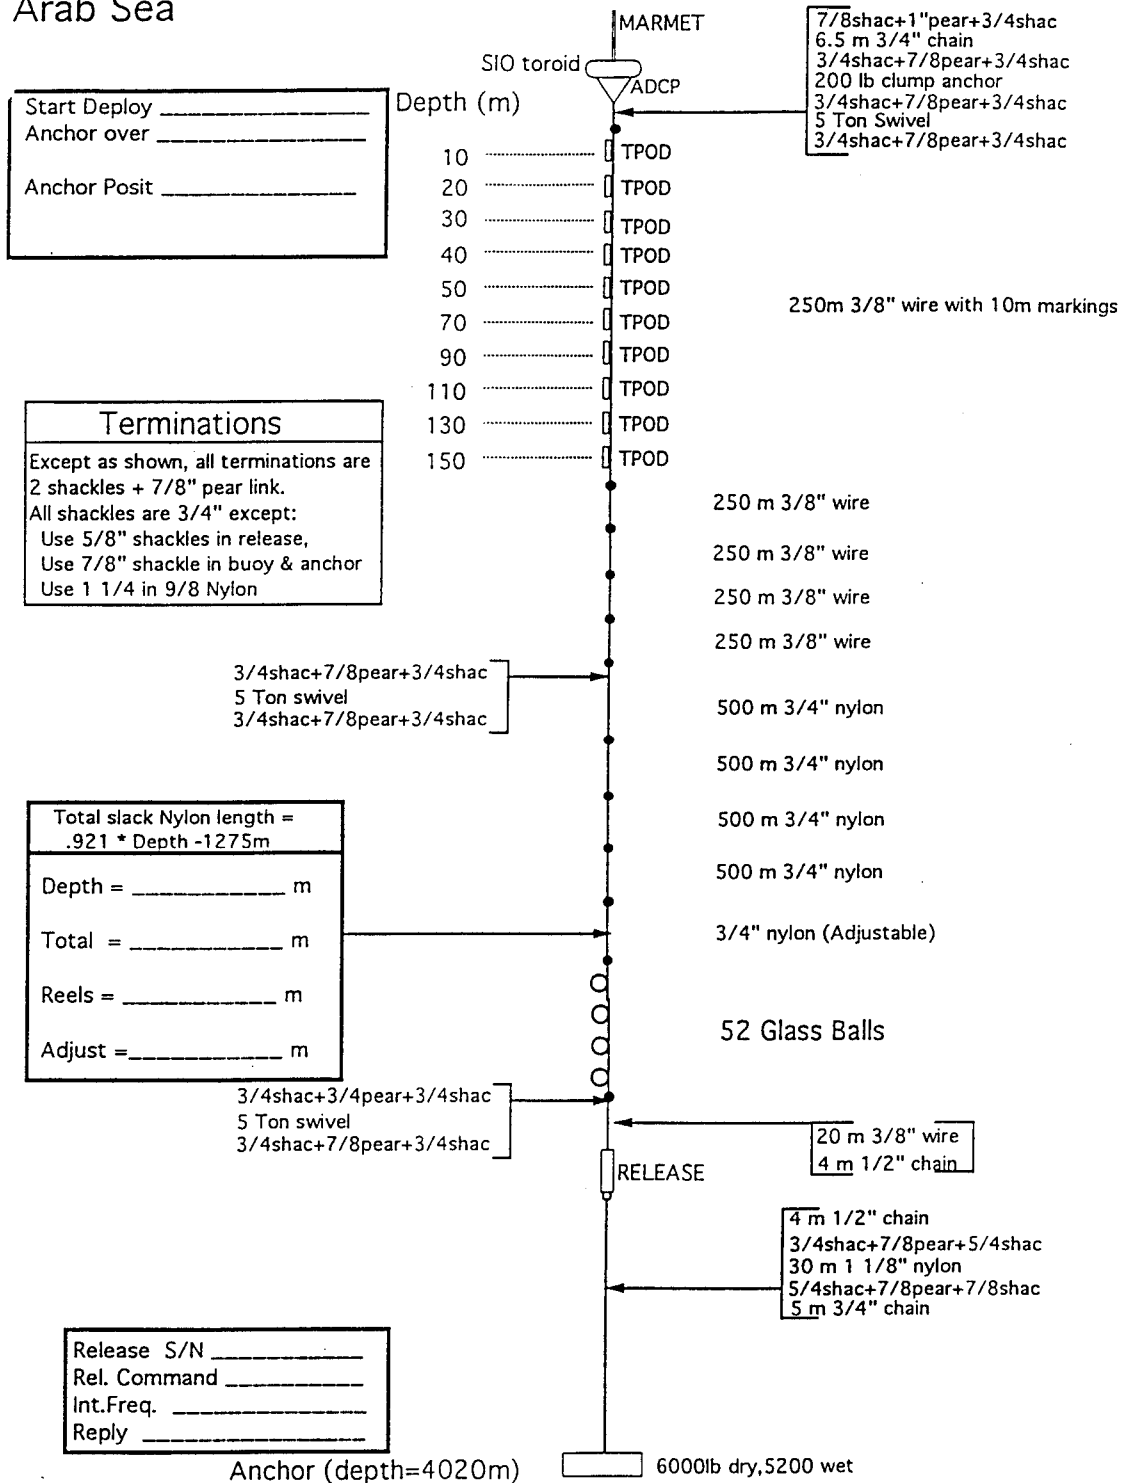 Arab Sea
MARMET
SIO toroid
ADCP
7/8shac+1"pear+3/4shac
6.5 m 3/4" chain
3/4shac+7/8pear+3/4shac
200 lb clump anchor
3/4shac+7/8pear+3/4shac
5 Ton Swivel
3/4shac+7/8pear+3/4shac
Start Deploy
Anchor over
Anchor Posit
Depth (m)
10 TPOD
20 TPOD
30 TPOD
40 TPOD
50 TPOD
70 TPOD
90 TPOD
110 TPOD
130 TPOD
150 TPOD
250m 3/8" wire with 10m markings
Terminations
Except as shown, all terminations are
2 shackles + 7/8" pear link.
All shackles are 3/4" except:
Use 5/8" shackles in release,
Use 7/8" shackle in buoy & anchor
Use 1 1/4 in 9/8 Nylon
250 m 3/8" wire
250 m 3/8" wire
250 m 3/8" wire
250 m 3/8" wire
3/4shac+7/8pear+3/4shac
5 Ton swivel
3/4shac+7/8pear+3/4shac
500 m 3/4" nylon
500 m 3/4" nylon
500 m 3/4" nylon
500 m 3/4" nylon
3/4" nylon (Adjustable)
Total slack Nylon length =
.921 * Depth -1275m
Depth = ____________ m
Total = ____________ m
Reels = ____________ m
Adjust =____________ m
52 Glass Balls
3/4shac+3/4pear+3/4shac
5 Ton swivel
3/4shac+7/8pear+3/4shac
20 m 3/8" wire
4 m 1/2" chain
RELEASE
4 m 1/2" chain
3/4shac+7/8pear+5/4shac
30 m 1 1/8" nylon
5/4shac+7/8pear+7/8shac
5 m 3/4" chain
Release S/N
Rel. Command
Int.Freq.
Reply
Anchor (depth=4020m)
6000lb dry,5200 wet